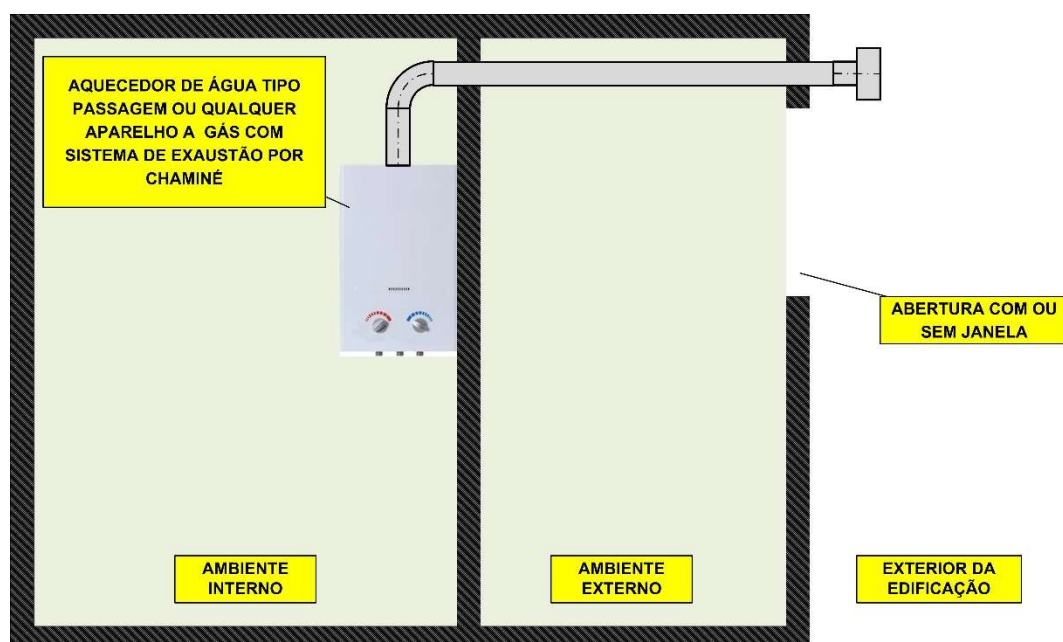 AQUECEDOR DE ÁGUA TIPO
PASSAGEM OU QUALQUER
APARELHO A GÁS COM
SISTEMA DE EXAUSTÃO POR
CHAMINÉ
ABERTURA COM OU
SEM JANELA
AMBIENTE
INTERNO
AMBIENTE
EXTERNO
EXTERIOR DA
EDIFICAÇÃO